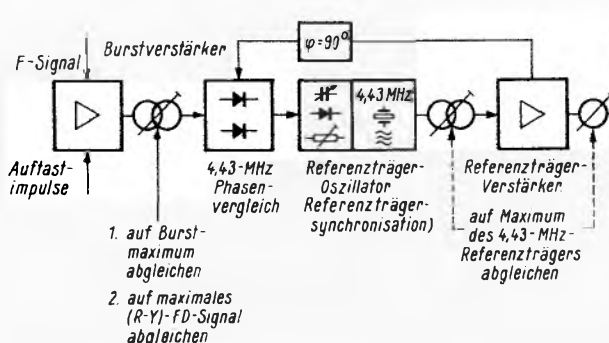 F-Signal
Burstverstärker
φ=90°
4,43 MHz
Auftast-
impulse
4,43-MHz
Phasen-
vergleich
Referenzträger-
Oszillator
Referenzträger-
synchronisation)
Referenzträger-
Verstärker
1. auf Burst-
maximum
abgleichen
2. auf maximales
(R-Y)-FD-Signal
abgleichen
auf Maximum
des 4,43-MHz-
Referenzträgers
abgleichen